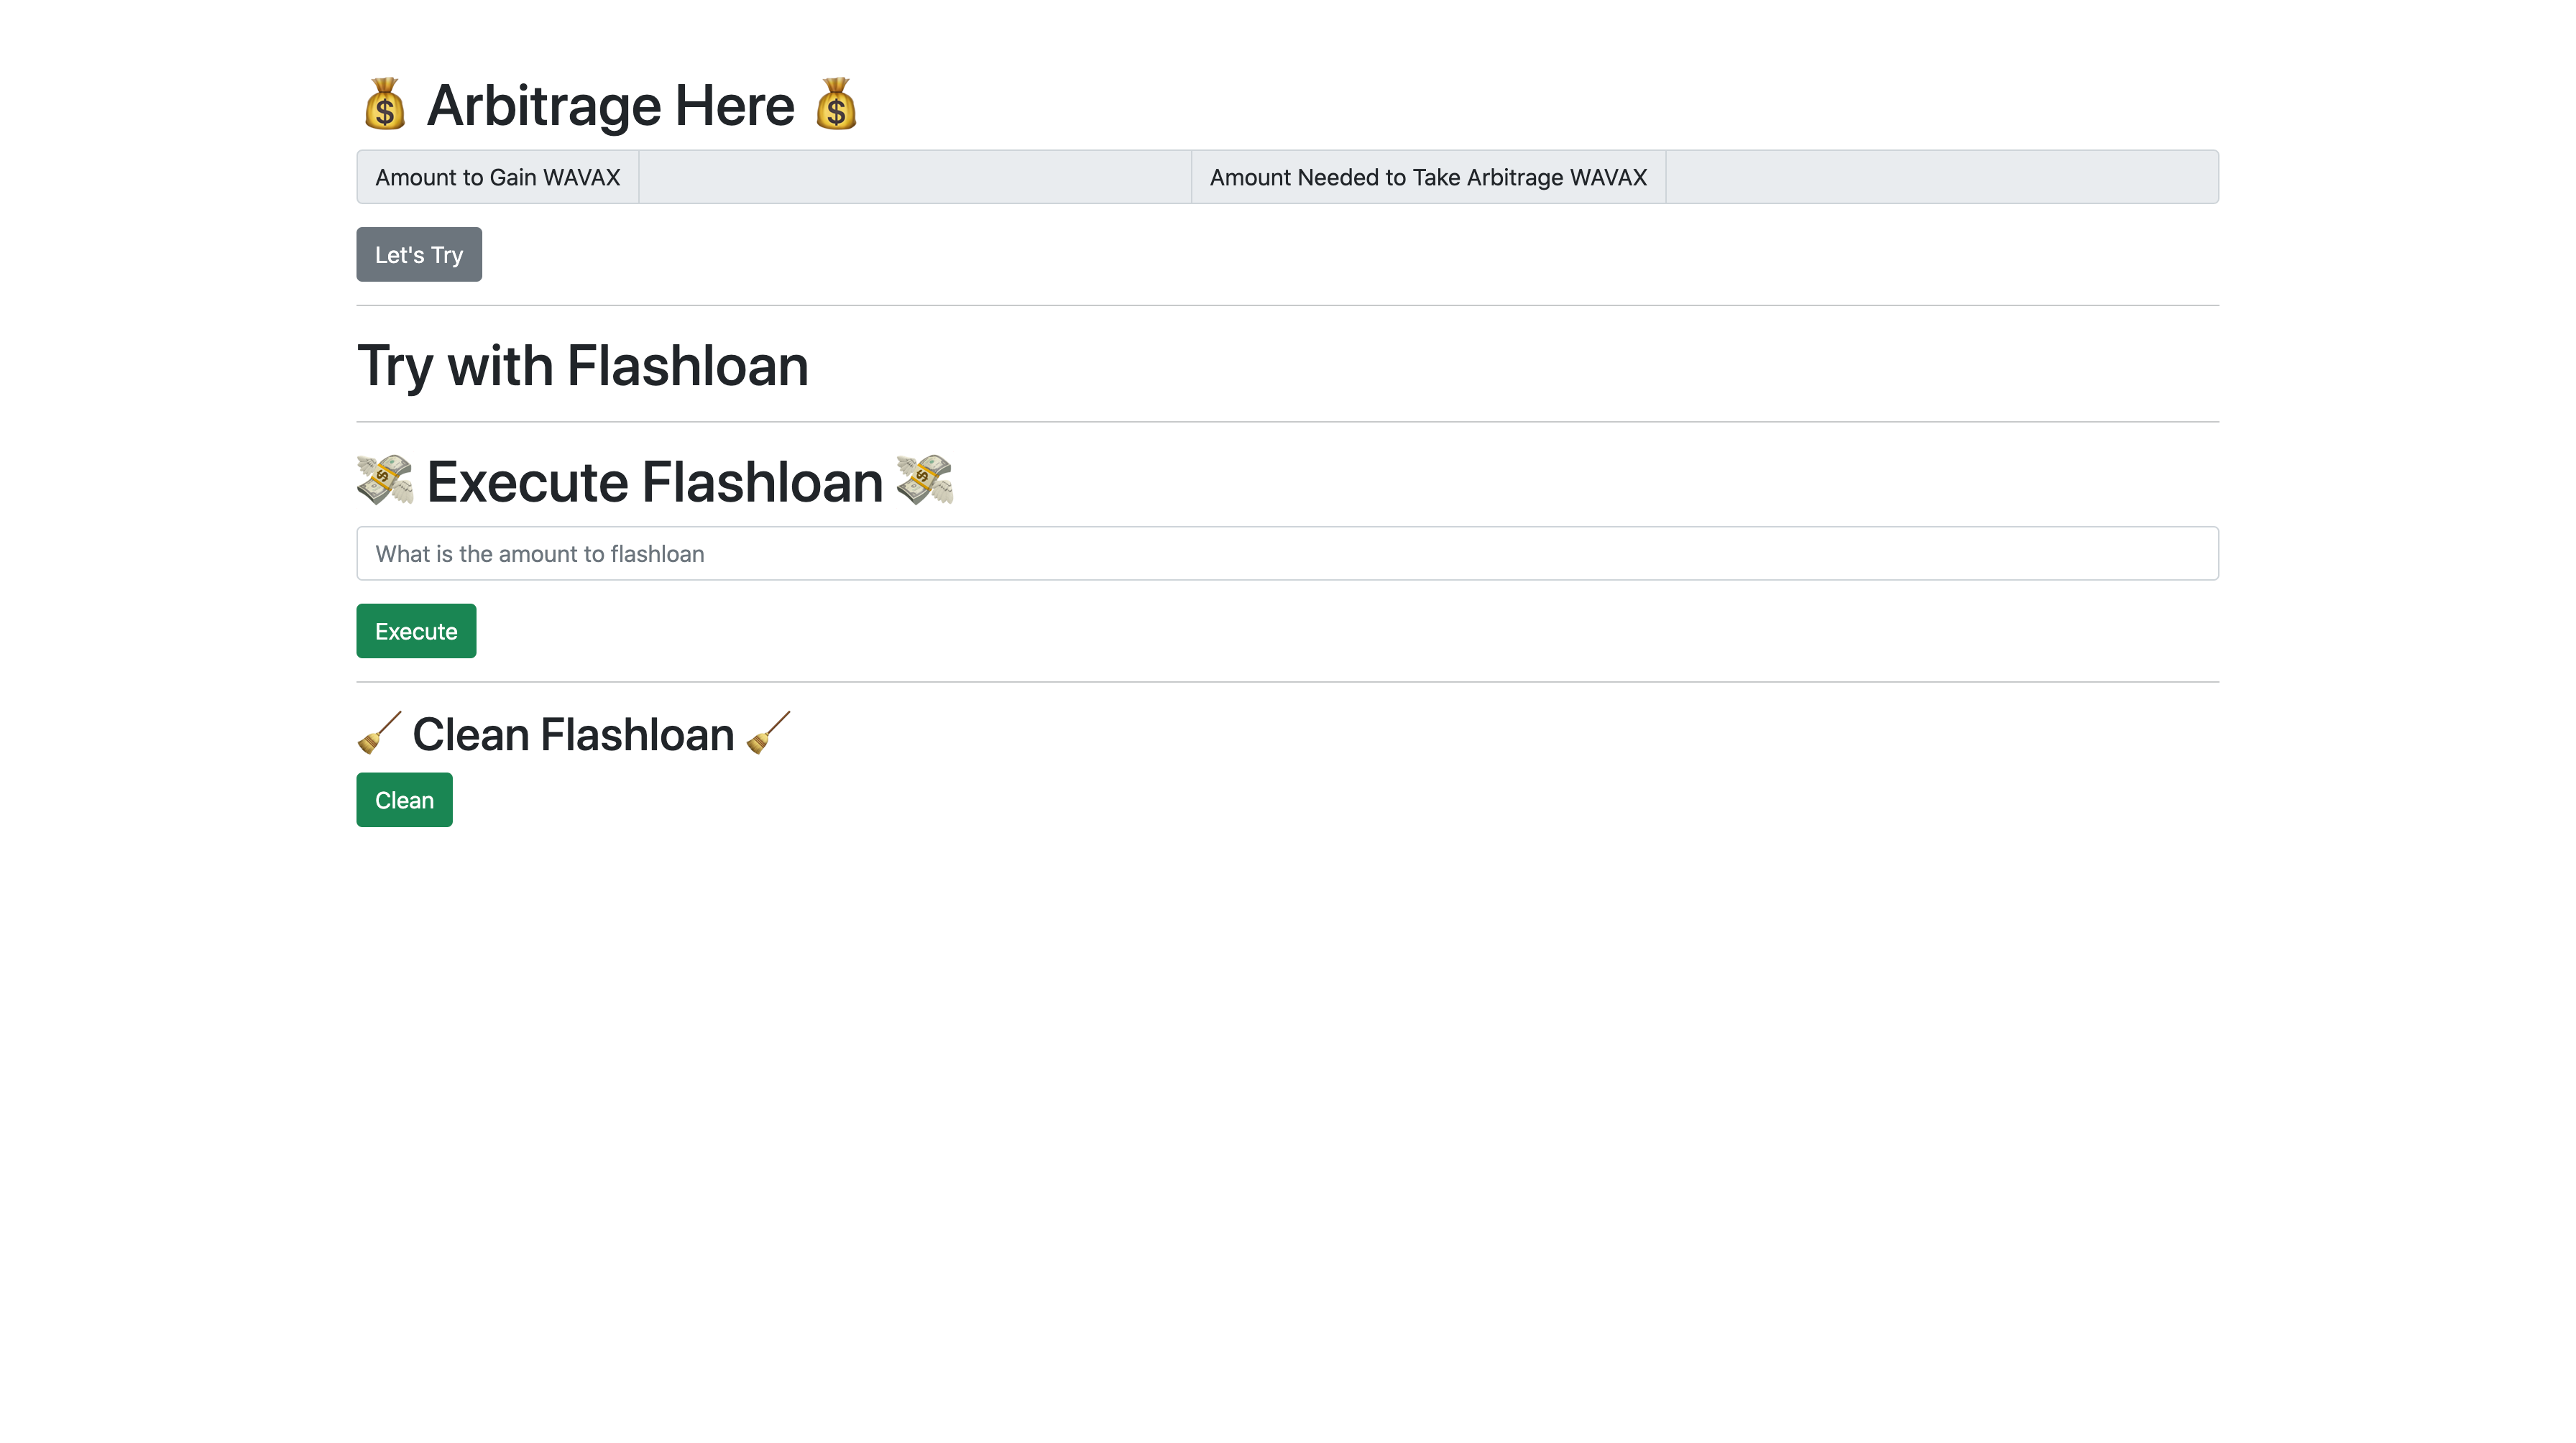 💰 Arbitrage Here 💰
Amount to Gain WAVAX Amount Needed to Take Arbitrage WAVAX
Let's Try
Try with Flashloan
💸 Execute Flashloan 💸
What is the amount to flashloan
Execute
🧹 Clean Flashloan 🧹
Clean